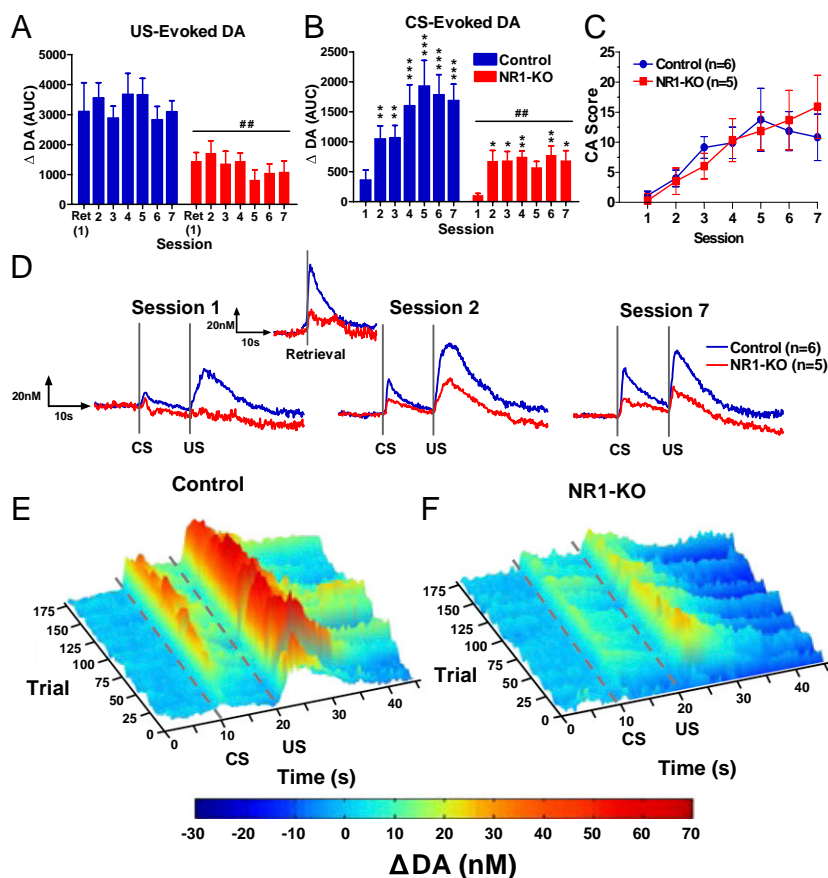 A
US-Evoked DA
Δ DA (AUC)
5000
4000
3000
2000
1000
0
##
Ret 2 3 4 5 6 7 Ret 2 3 4 5 6 7
(1) (1)
Session
B
CS-Evoked DA
Δ DA (AUC)
2500
2000
1500
1000
500
0
** ** *** *** *** ***
Control
NR1-KO
##
* * ** ** *
1 2 3 4 5 6 7 1 2 3 4 5 6 7
Session
C
Control (n=6)
NR1-KO (n=5)
CA Score
25
20
15
10
5
0
1 2 3 4 5 6 7
Session
D
Session 1
20nM
10s
CS US
20nM
10s
Retrieval
Session 2
CS US
Session 7
CS US
Control (n=6)
NR1-KO (n=5)
E
Control
175
150
125
100
75
50
25
0
Trial
0 10 20 30 40
CS US
Time (s)
F
NR1-KO
175
150
125
100
75
50
25
0
Trial
0 10 20 30 40
CS US
Time (s)
-30 -20 -10 0 10 20 30 40 50 60 70
ΔDA (nM)